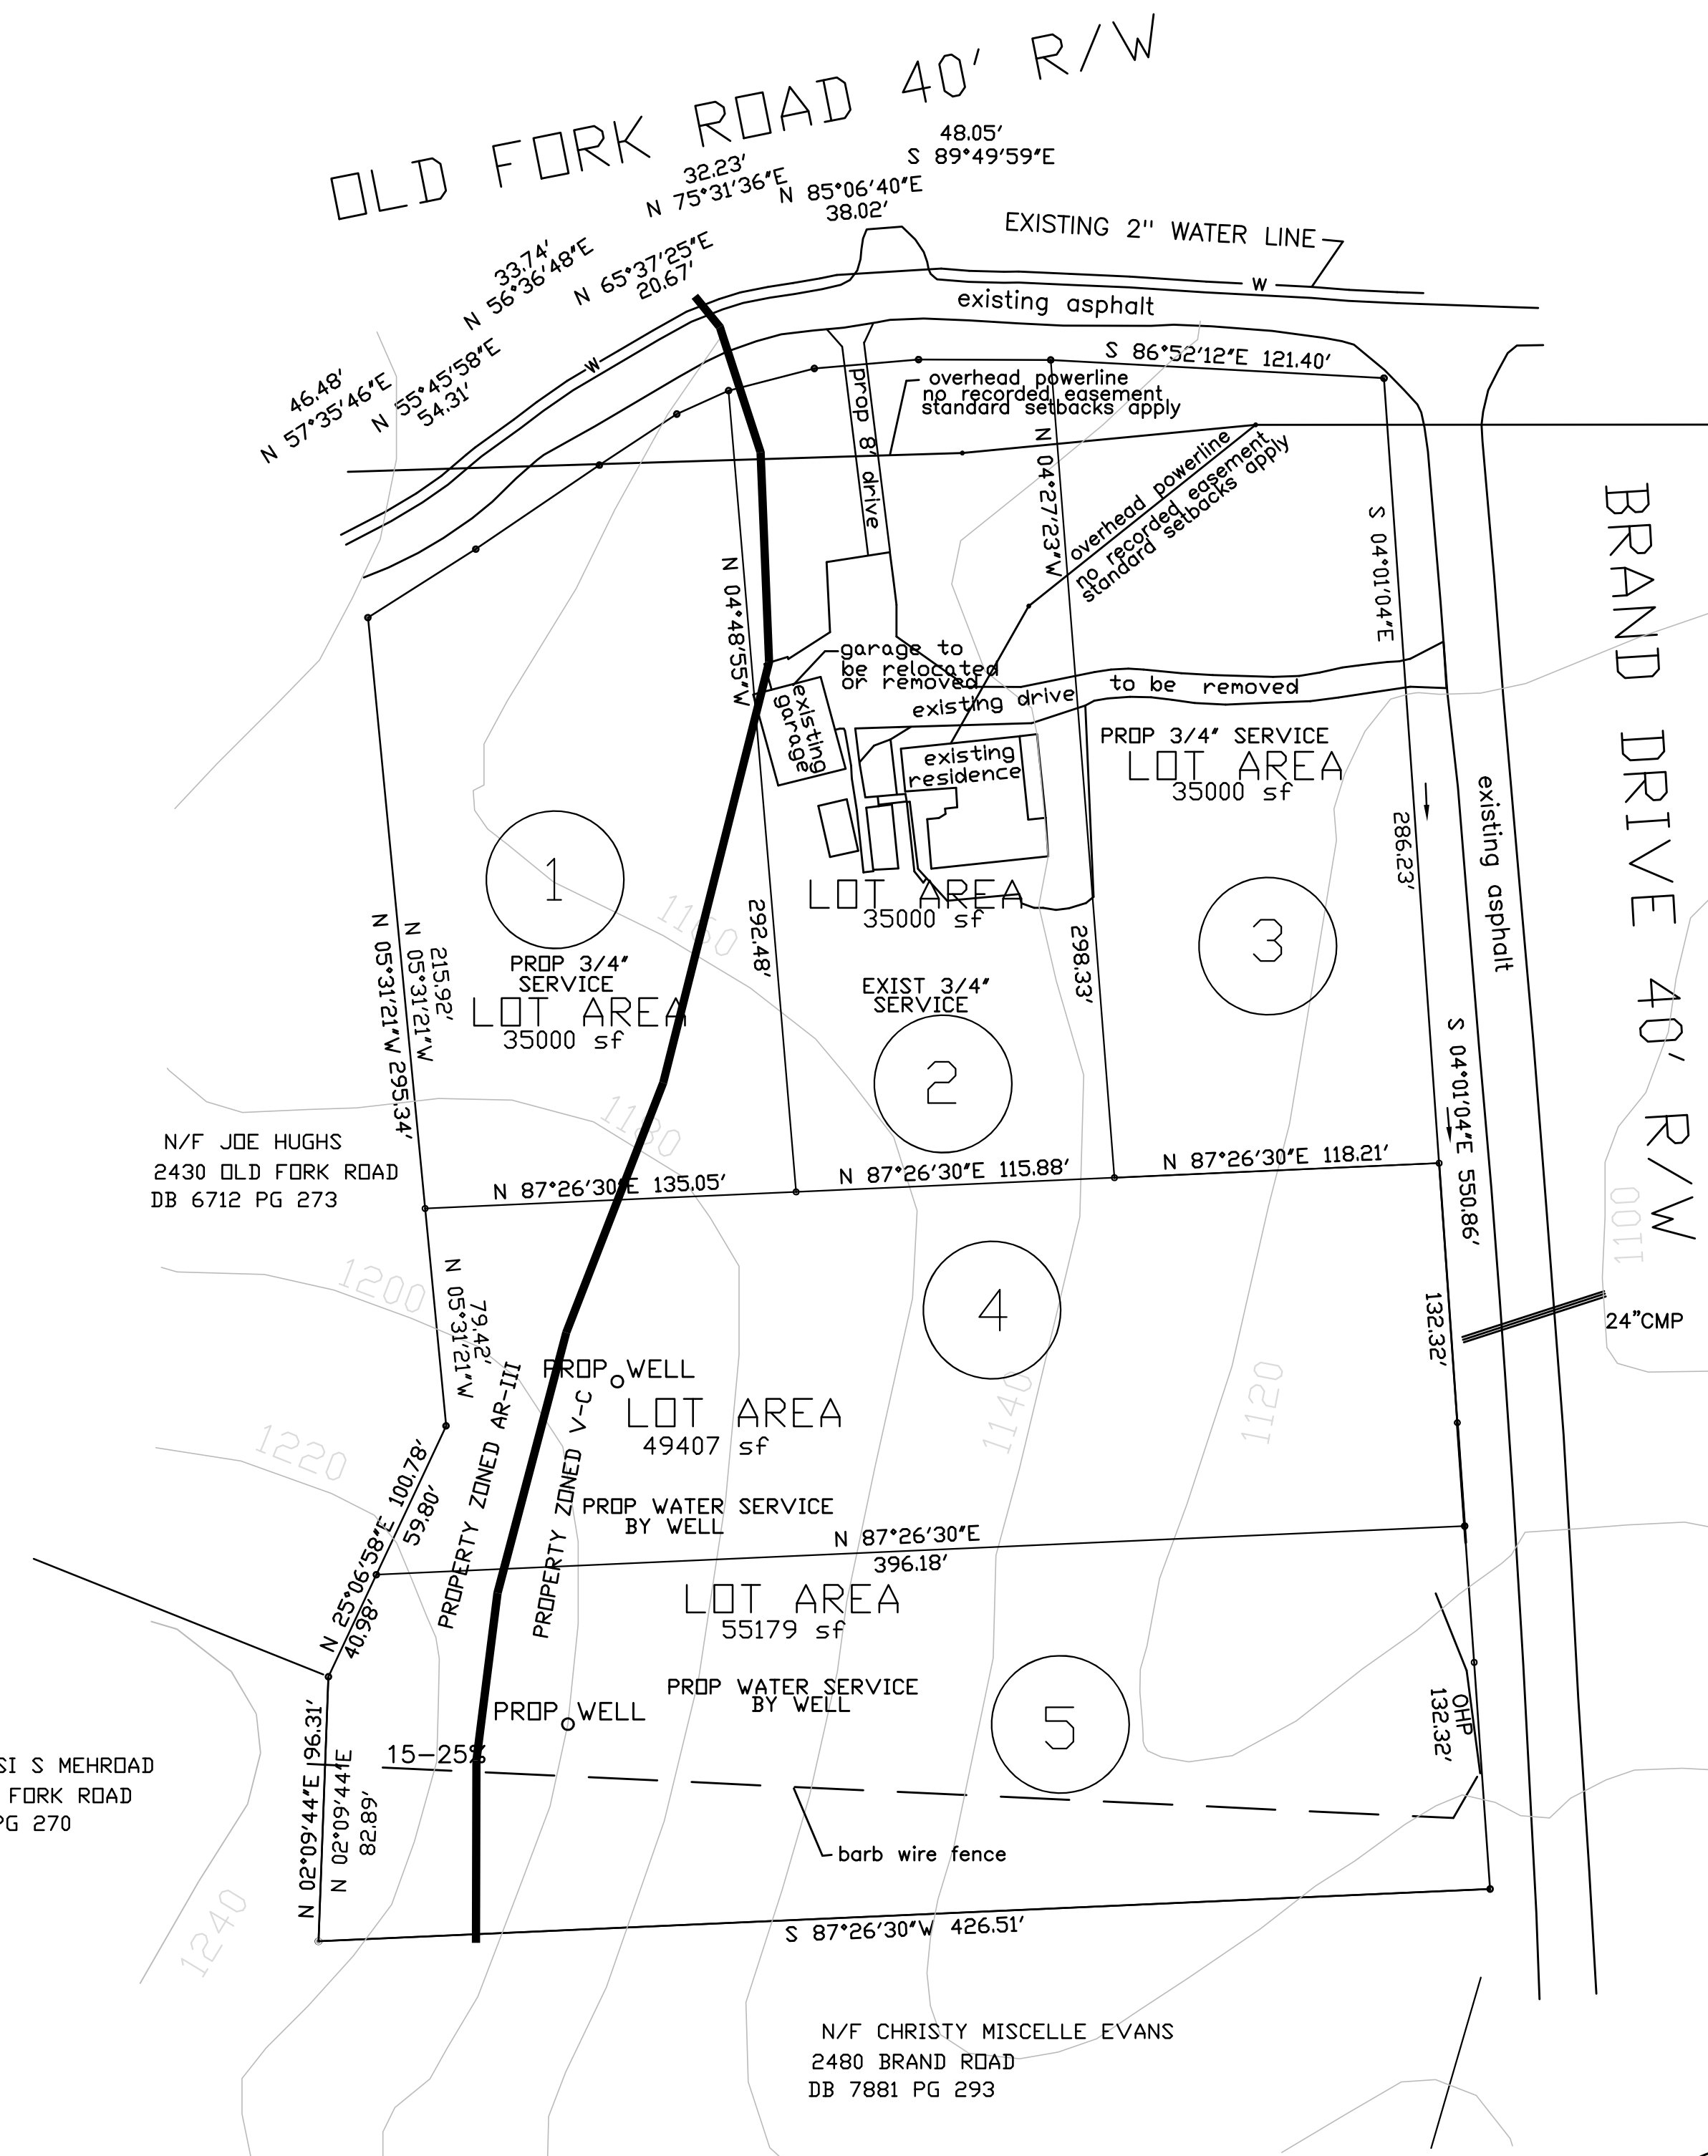 OLD FORK ROAD 40' R/W
48.05'
S 89°49'59"E
32.23'
N 75°31'36"E
N 85°06'40"E
38.02'
EXISTING 2" WATER LINE
W
33.74'
N 56°36'48"E
N 65°37'25"E
20.67'
existing asphalt
W
46.48'
N 57°35'46"E
N 55°45'58"E
54.31'
S 86°52'12"E 121.40'
overhead powerline
no recorded easement
standard setbacks apply
prop 8' drive
N 04°27'23"W
overhead powerline
no recorded easement
standard setbacks apply
S 04°01'04"E
BRAND DRIVE 40' R/W
N 04°48'55"W
garage to
be relocated
or removed
existing
garage
existing drive to be removed
existing
residence
PROP 3/4" SERVICE
LOT AREA
35000 sf
286.23'
existing asphalt
1
LOT AREA
35000 sf
292.48'
298.33'
3
1160
N 05°31'21"W 295.34'
N 05°31'21"W
215.92'
PROP 3/4"
SERVICE
LOT AREA
35000 sf
EXIST 3/4"
SERVICE
2
S 04°01'04"E 550.86'
1180
N/F JOE HUGHS
2430 OLD FORK ROAD
DB 6712 PG 273
N 87°26'30"E 135.05'
N 87°26'30"E 115.88'
N 87°26'30"E 118.21'
1100
1200
N 05°31'21"W
79.42'
4
132.32'
24"CMP
PROP WELL
LOT AREA
49407 sf
1140
1120
1220
PROPERTY ZONED AR-III
PROPERTY ZONED V-C
N 25°06'58"E 100.78'
59.80'
40.98'
PROP WATER SERVICE
BY WELL
N 87°26'30"E
396.18'
LOT AREA
55179 sf
PROP WATER SERVICE
BY WELL
PROP WELL
5
OHP
132.32'
15-25%
SI S MEHROAD
FORK ROAD
PG 270
N 02°09'44"E 96.31'
N 02°09'44"E
82.89'
barb wire fence
1240
S 87°26'30"W 426.51'
N/F CHRISTY MISCELLE EVANS
2480 BRAND ROAD
DB 7881 PG 293